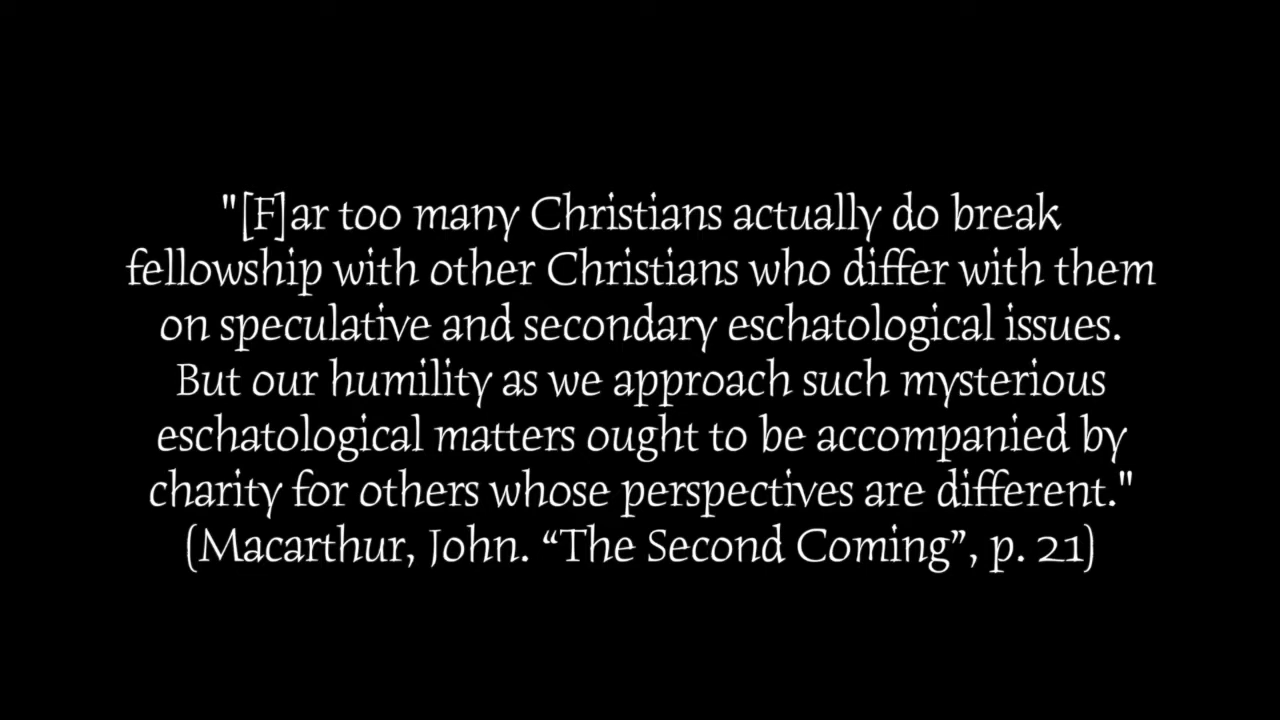 "[F]ar too many Christians actually do break
fellowship with other Christians who differ with them
on speculative and secondary eschatological issues.
But our humility as we approach such mysterious
eschatological matters ought to be accompanied by
charity for others whose perspectives are different."
(Macarthur, John. “The Second Coming”, p. 21)